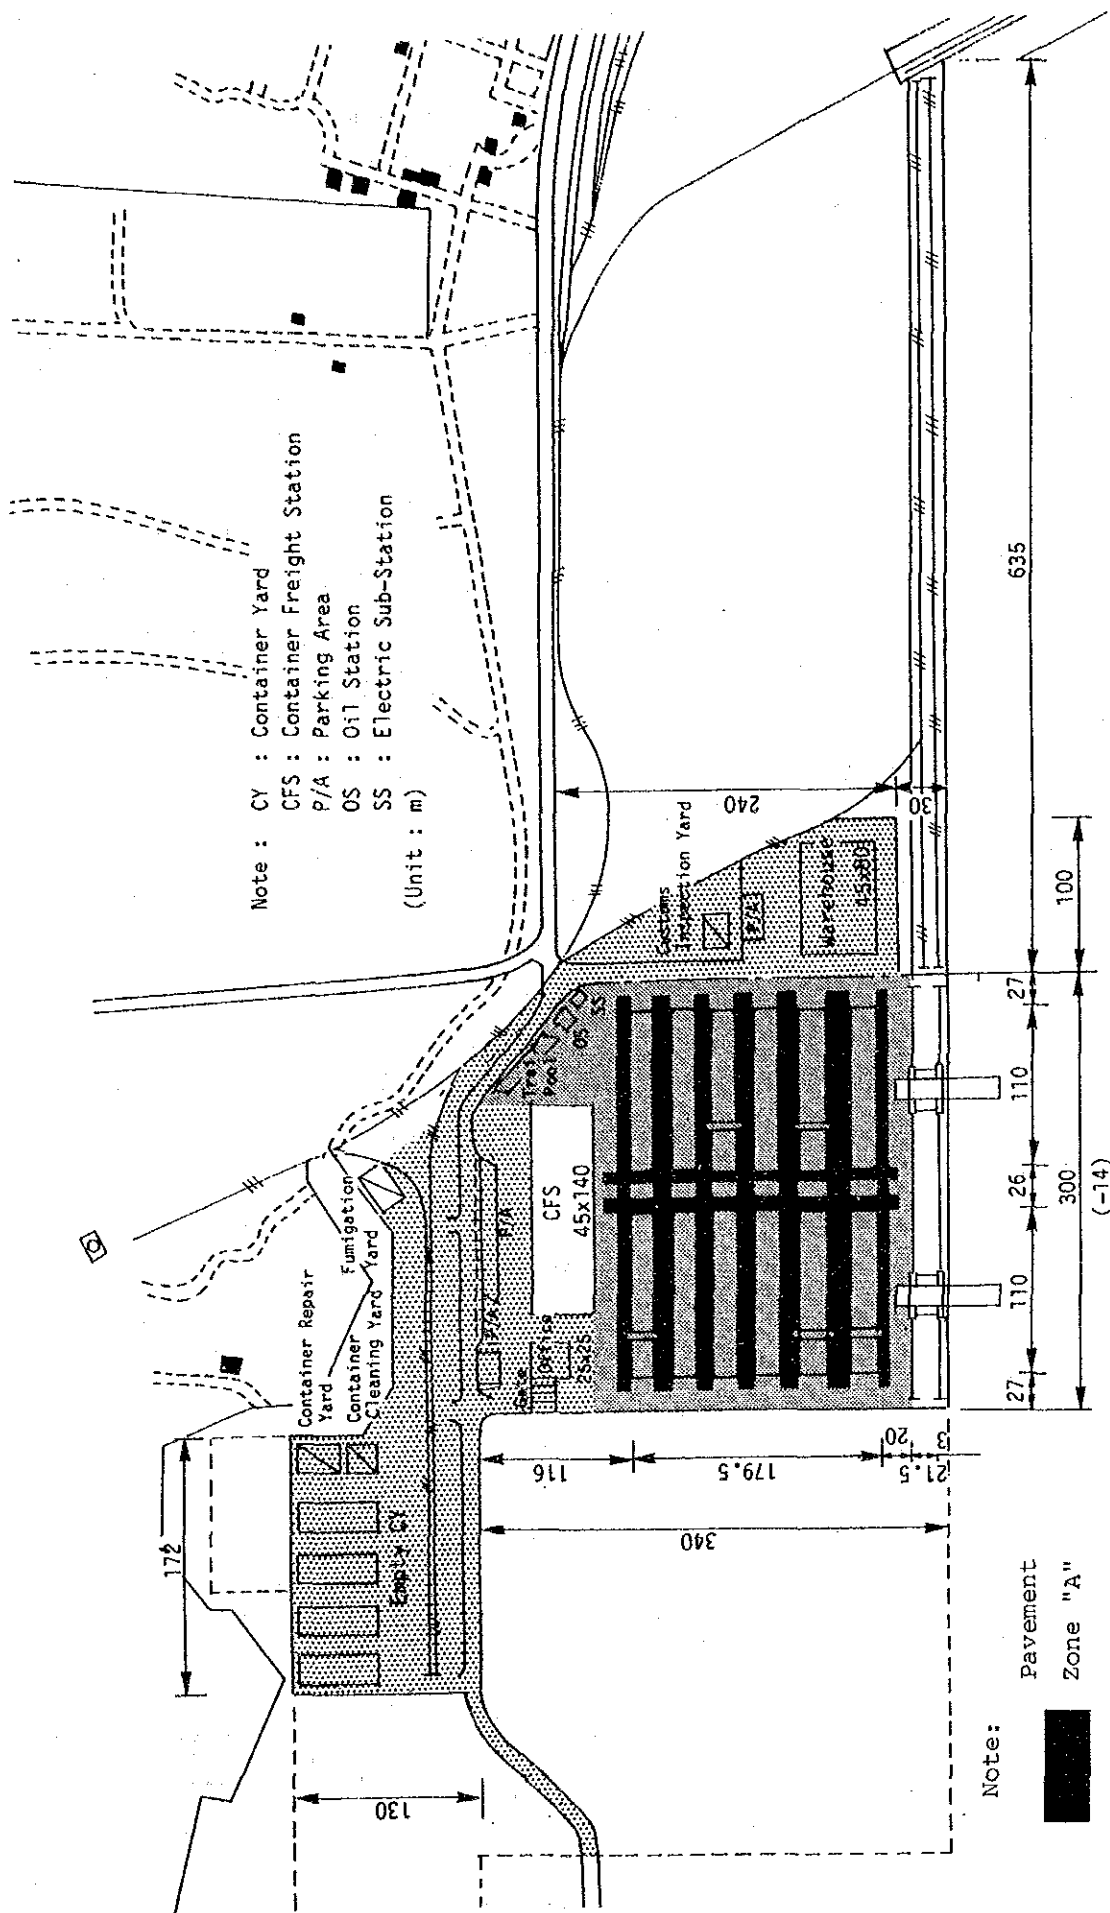 Note : CY : Container Yard
CFS : Container Freight Station
P/A : Parking Area
OS : Oil Station
SS : Electric Sub-Station
(Unit : m)
172
130
Container Repair
Yard
Container
Cleaning Yard
Fumigation
Yard
Empty CY
P/A
P/A
Gate
Office
25x25
CFS
45x140
Trail
Pool
OS
SS
Customs
Inspection Yard
P/A
Warehouse
45x80
240
30
116
179.5
20
21.5
3
340
27
110
26
110
27
300
(-14)
100
635
Note:
Pavement
Zone "A"